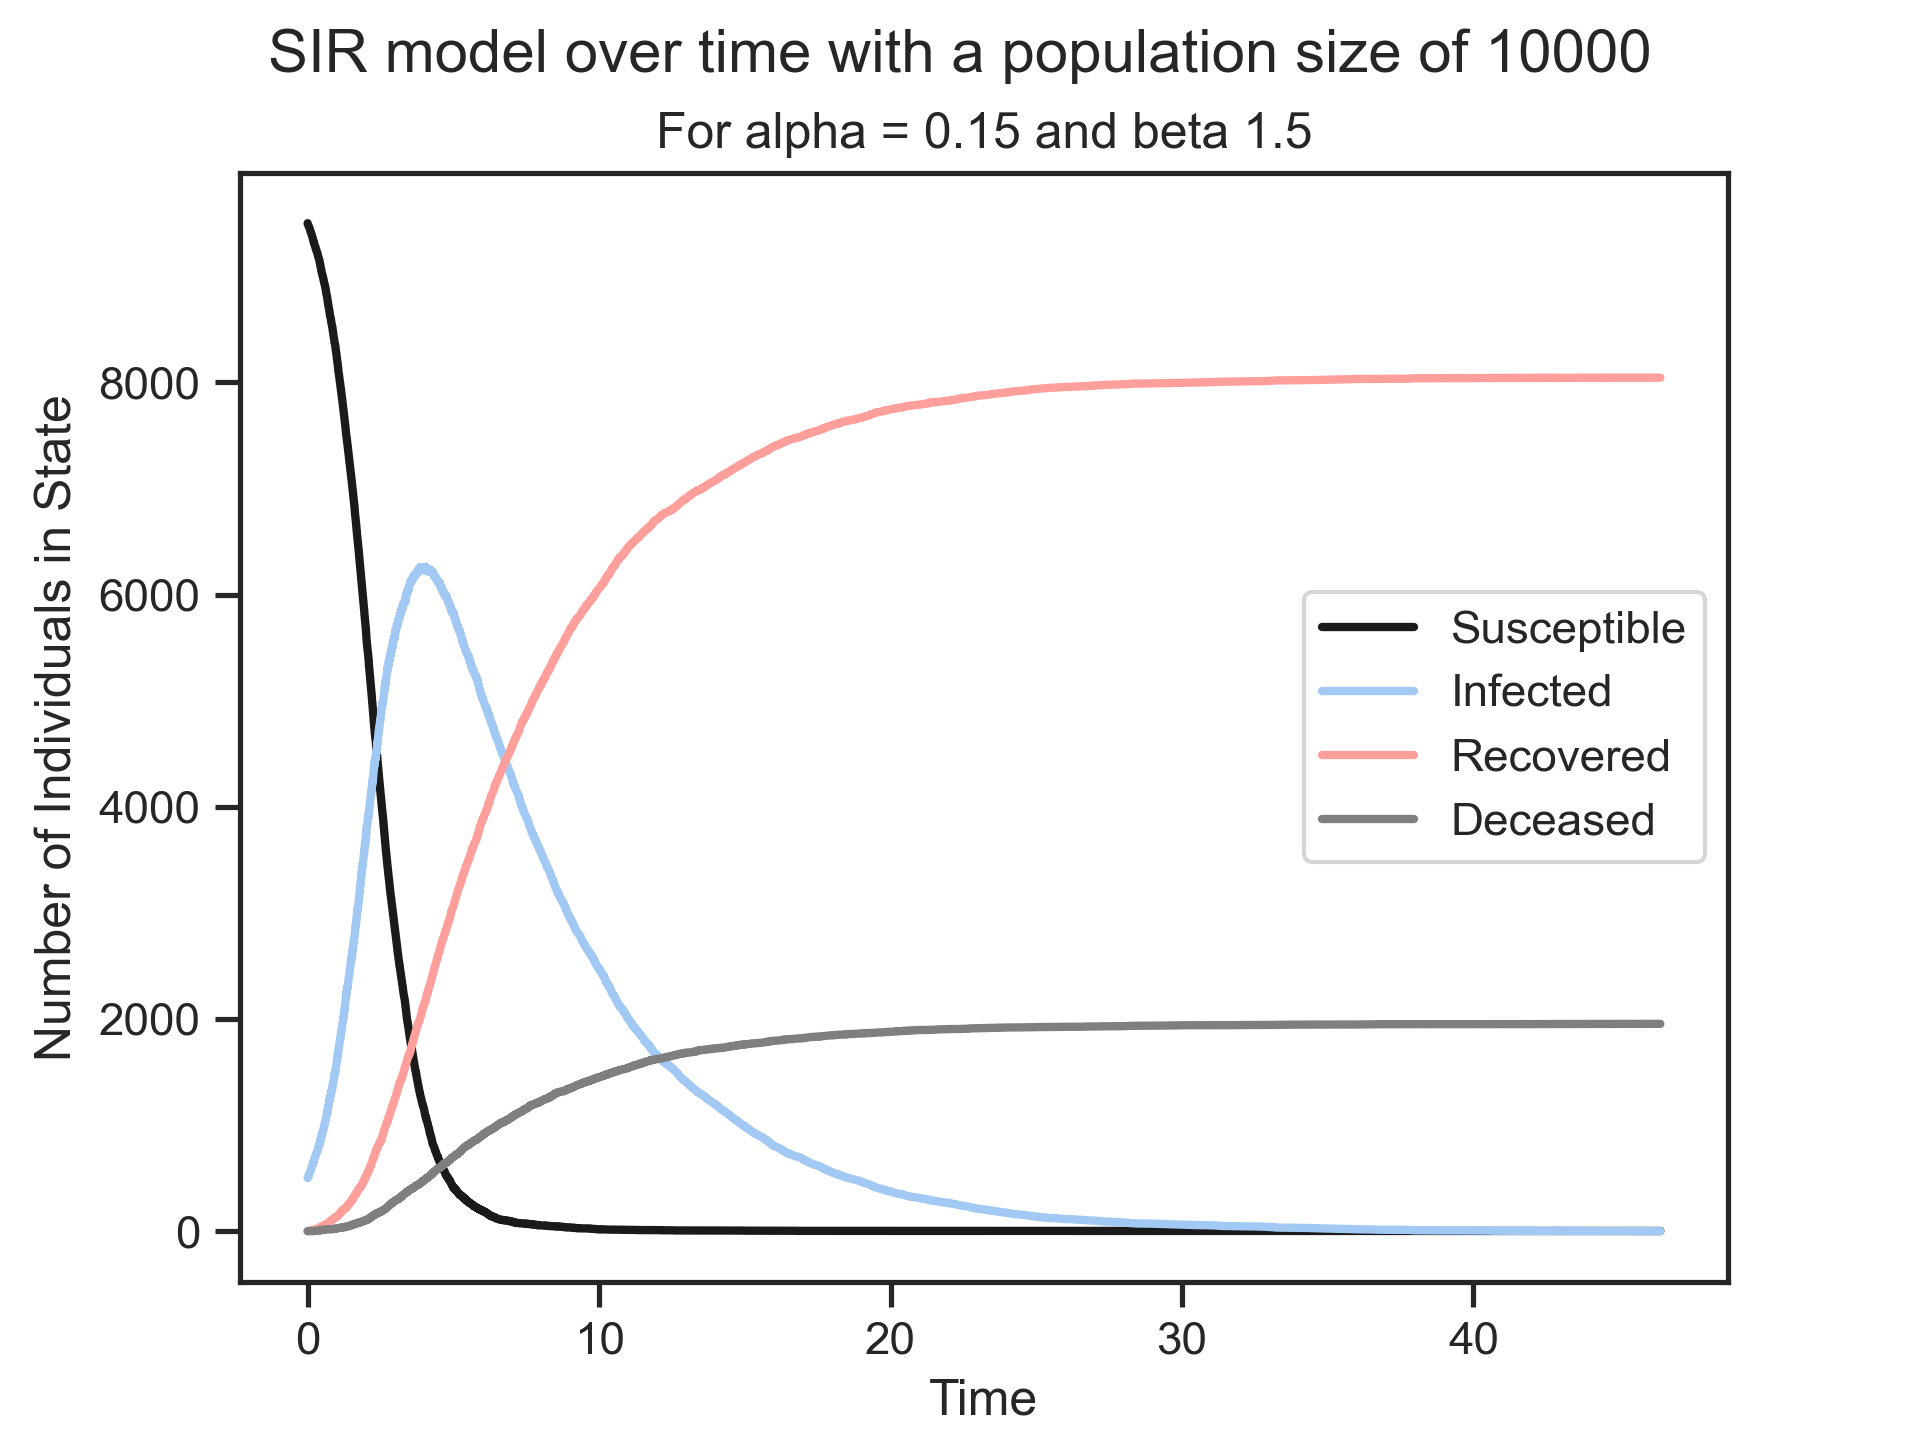 SIR model over time with a population size of 10000
For alpha = 0.15 and beta 1.5
Number of Individuals in State
8000
6000
4000
2000
0
Susceptible
Infected
Recovered
Deceased
0 10 20 30 40
Time